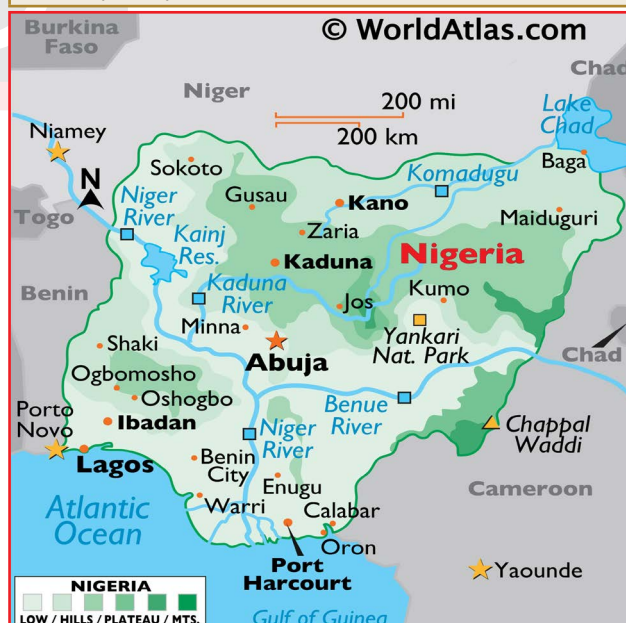 © WorldAtlas.com
Burkina
Faso
Chad
Niger
200 mi
200 km
Lake
Chad
Niamey
N
Sokoto
Baga
Komadugu
Gusau
Kano
Niger
River
Togo
Maiduguri
Zaria
Kainj
Res.
Nigeria
Kaduna
Kaduna
River
Kumo
Benin
Jos
Minna
Yankari
Nat. Park
Shaki
Abuja
Chad
Ogbomosho
Oshogbo
Benue
River
Porto
Novo
Ibadan
Chappal
Waddi
Niger
River
Lagos
Benin
City
Enugu
Cameroon
Warri
Calabar
Atlantic
Ocean
Oron
Port
Harcourt
Yaounde
NIGERIA
LOW / HILLS / PLATEAU / MTS.
Gulf of Guinea